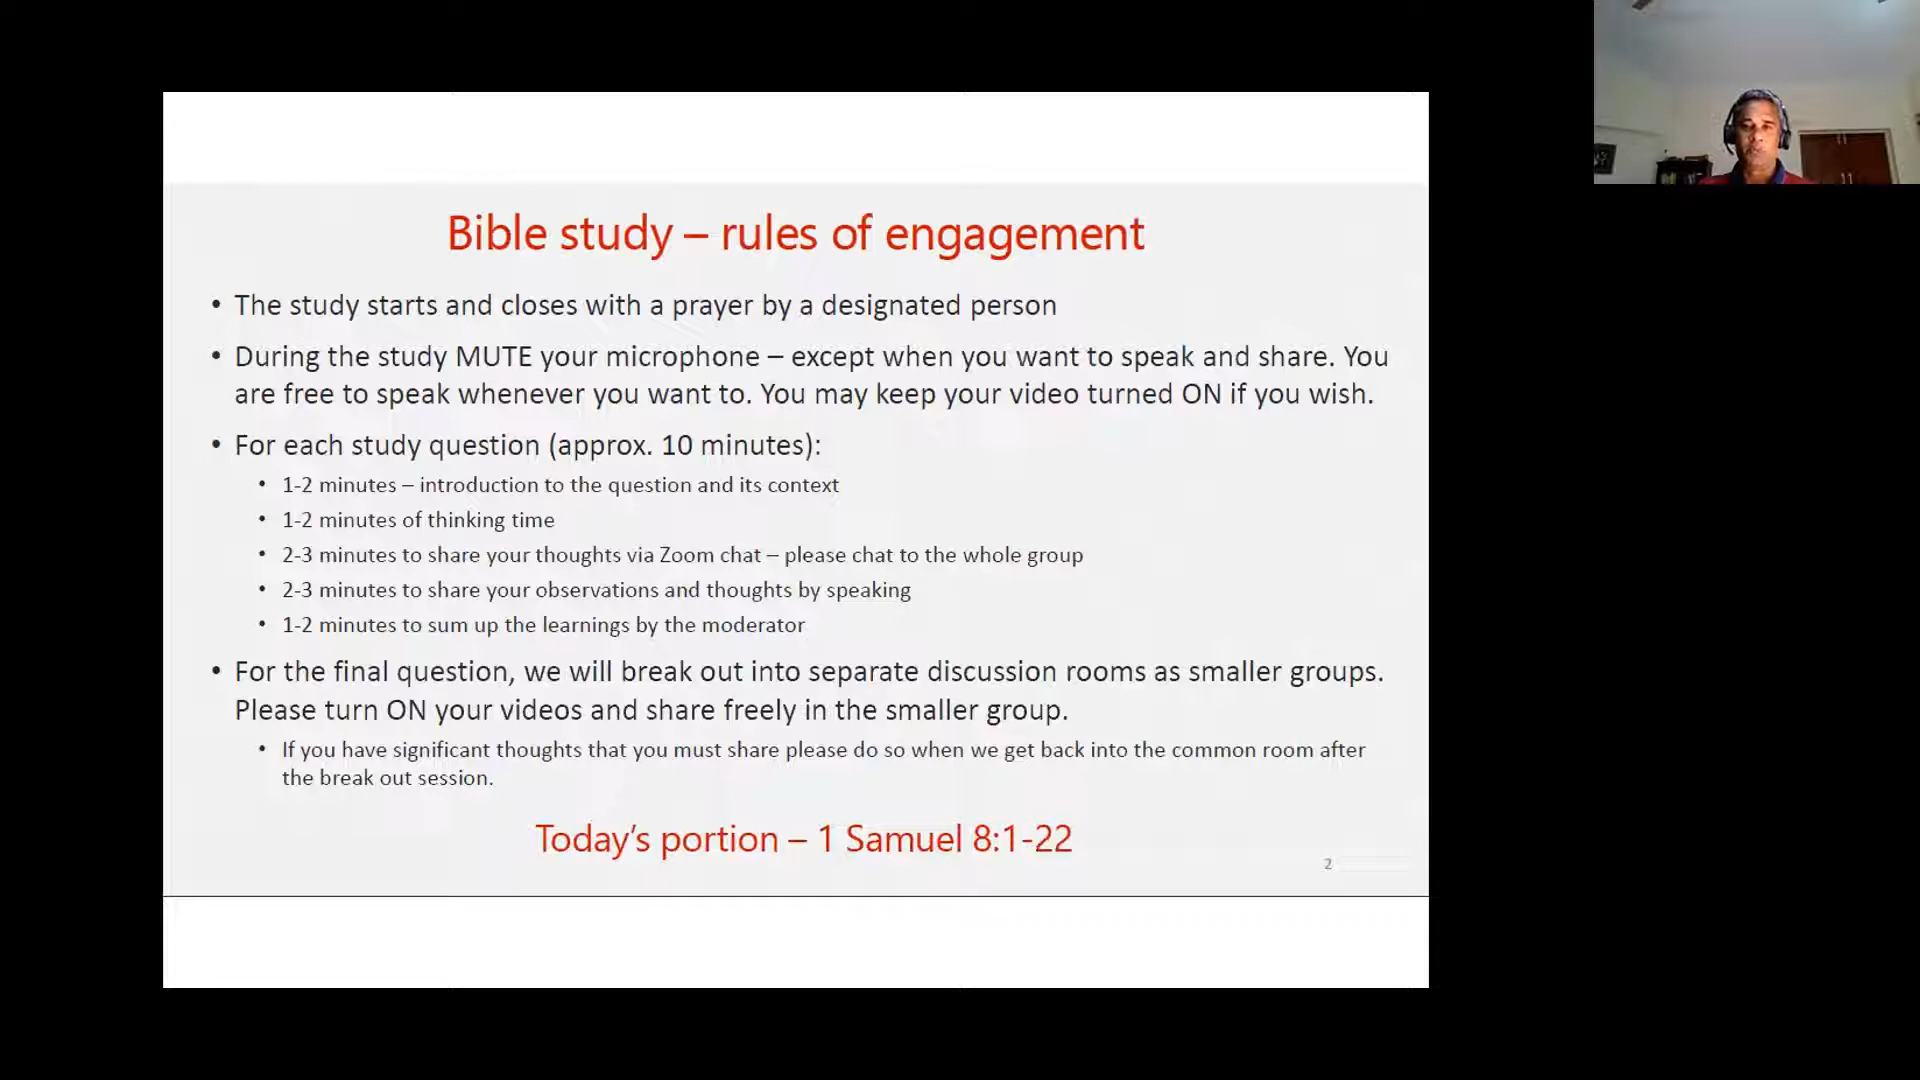 Bible study – rules of engagement
• The study starts and closes with a prayer by a designated person
• During the study MUTE your microphone – except when you want to speak and share. You
are free to speak whenever you want to. You may keep your video turned ON if you wish.
• For each study question (approx. 10 minutes):
• 1-2 minutes – introduction to the question and its context
• 1-2 minutes of thinking time
• 2-3 minutes to share your thoughts via Zoom chat – please chat to the whole group
• 2-3 minutes to share your observations and thoughts by speaking
• 1-2 minutes to sum up the learnings by the moderator
• For the final question, we will break out into separate discussion rooms as smaller groups.
Please turn ON your videos and share freely in the smaller group.
• If you have significant thoughts that you must share please do so when we get back into the common room after
the break out session.
Today’s portion – 1 Samuel 8:1-22
2